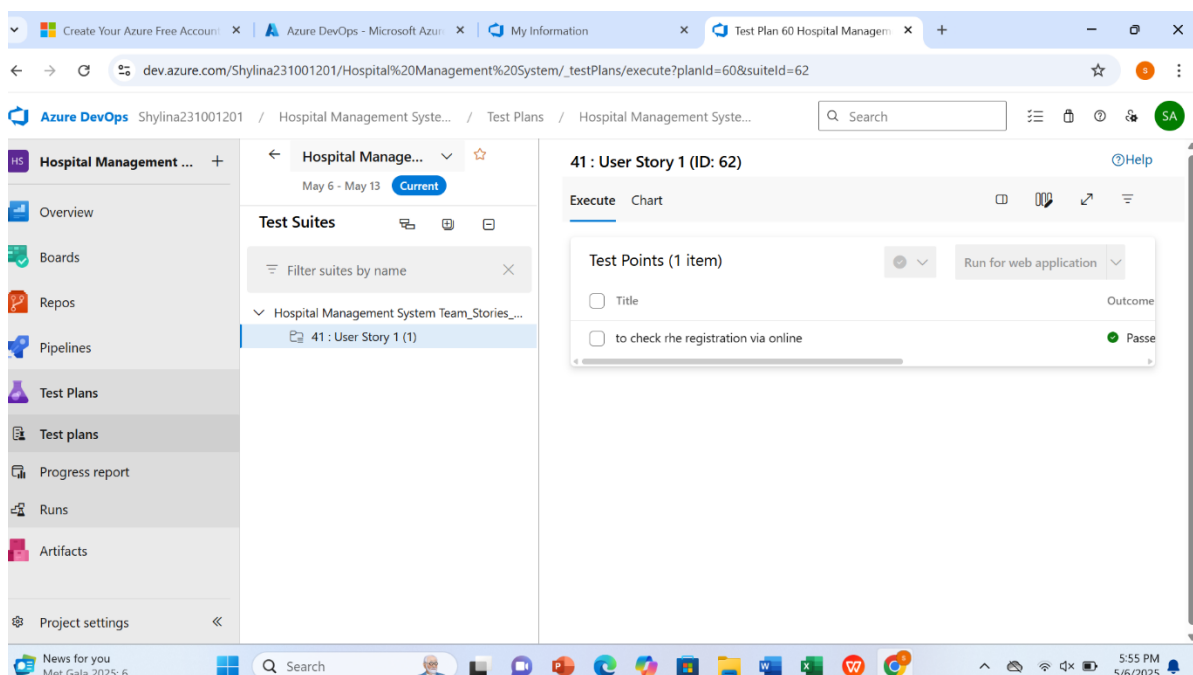 Create Your Azure Free Account
Azure DevOps - Microsoft Azur
My Information
Test Plan 60 Hospital Managem
dev.azure.com/Shylina231001201/Hospital%20Management%20System/_testPlans/execute?planId=60&suiteId=62
S
Azure DevOps Shylina231001201 / Hospital Management Syste... / Test Plans / Hospital Management Syste...
Search
SA
HS Hospital Management ... +
Overview
Boards
Repos
Pipelines
Test Plans
Test plans
Progress report
Runs
Artifacts
Project settings
Hospital Manage...
May 6 - May 13 Current
Test Suites
Filter suites by name
Hospital Management System Team_Stories_...
41 : User Story 1 (1)
41 : User Story 1 (ID: 62)
Help
Execute Chart
Test Points (1 item)
Run for web application
Title Outcome
to check rhe registration via online Passe
News for you
Met Gala 2025: 6
Search
5:55 PM
5/6/2025